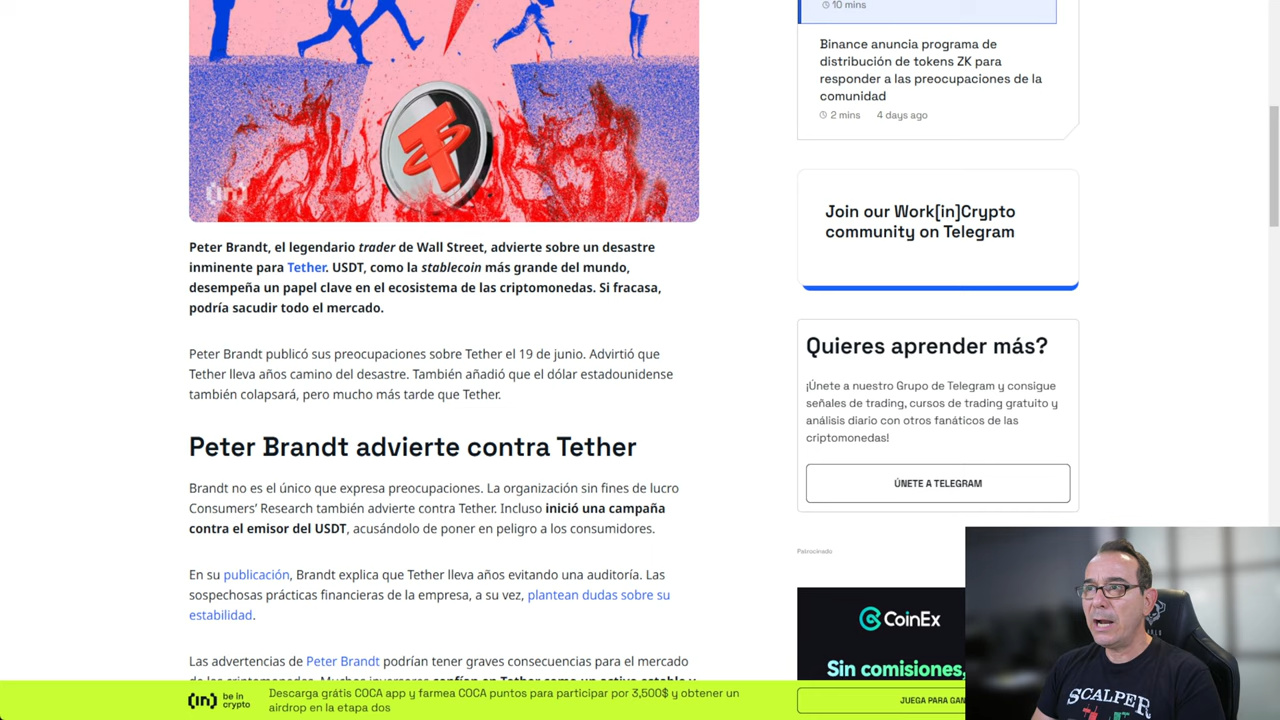 [in]
Peter Brandt, el legendario trader de Wall Street, advierte sobre un desastre
inminente para Tether. USDT, como la stablecoin más grande del mundo,
desempeña un papel clave en el ecosistema de las criptomonedas. Si fracasa,
podría sacudir todo el mercado.
Peter Brandt publicó sus preocupaciones sobre Tether el 19 de junio. Advirtió que
Tether lleva años camino del desastre. También añadió que el dólar estadounidense
también colapsará, pero mucho más tarde que Tether.
Peter Brandt advierte contra Tether
Brandt no es el único que expresa preocupaciones. La organización sin fines de lucro
Consumers’ Research también advierte contra Tether. Incluso inició una campaña
contra el emisor del USDT, acusándolo de poner en peligro a los consumidores.
En su publicación, Brandt explica que Tether lleva años evitando una auditoría. Las
sospechosas prácticas financieras de la empresa, a su vez, plantean dudas sobre su
estabilidad.
Las advertencias de Peter Brandt podrían tener graves consecuencias para el mercado
10 mins
Binance anuncia programa de
distribución de tokens ZK para
responder a las preocupaciones de la
comunidad
2 mins 4 days ago
Join our Work[in]Crypto
community on Telegram
Quieres aprender más?
¡Únete a nuestro Grupo de Telegram y consigue
señales de trading, cursos de trading gratuito y
análisis diario con otros fanáticos de las
criptomonedas!
ÚNETE A TELEGRAM
Patrocinado
CoinEx
Sin comisiones,
(in) be in
crypto
Descarga grátis COCA app y farmea COCA puntos para participar por 3,500$ y obtener un
airdrop en la etapa dos
JUEGA PARA GAN
SCALPER